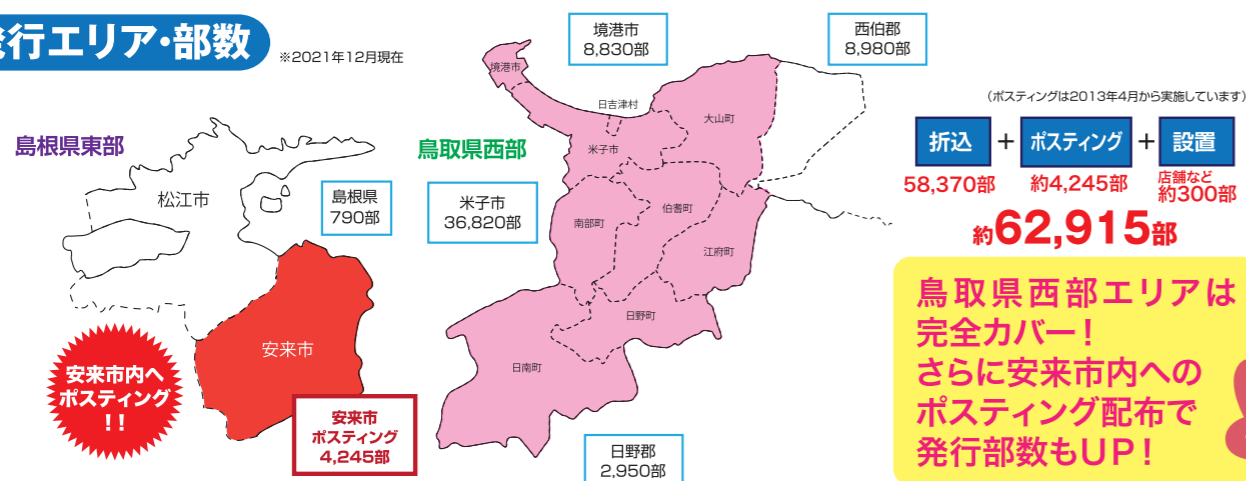 行エリア・部数
※2021年12月現在
島根県東部
松江市
島根県
790部
安来市
安来市内へ
ポスティング
!!
安来市
ポスティング
4,245部
鳥取県西部
境港市
8,830部
西伯郡
8,980部
米子市
36,820部
日野郡
2,950部
境港市
日吉津村
大山町
米子市
南部町
伯耆町
江府町
日野町
日南町
(ポスティングは2013年4月から実施しています)
折込+ポスティング+設置
58,370部 約4,245部 店舗など
約300部
約62,915部
鳥取県西部エリアは
完全カバー!
さらに安来市内への
ポスティング配布で
発行部数もUP!